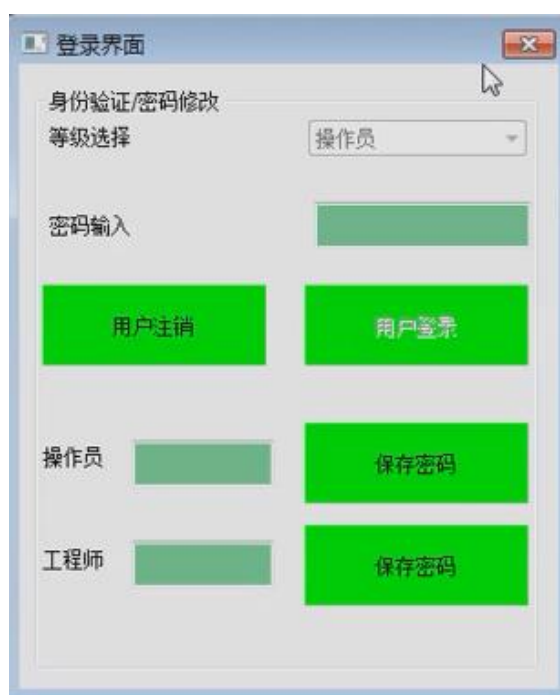 登录界面
身份验证/密码修改
等级选择
操作员
密码输入
用户注销
用户登录
操作员
保存密码
工程师
保存密码